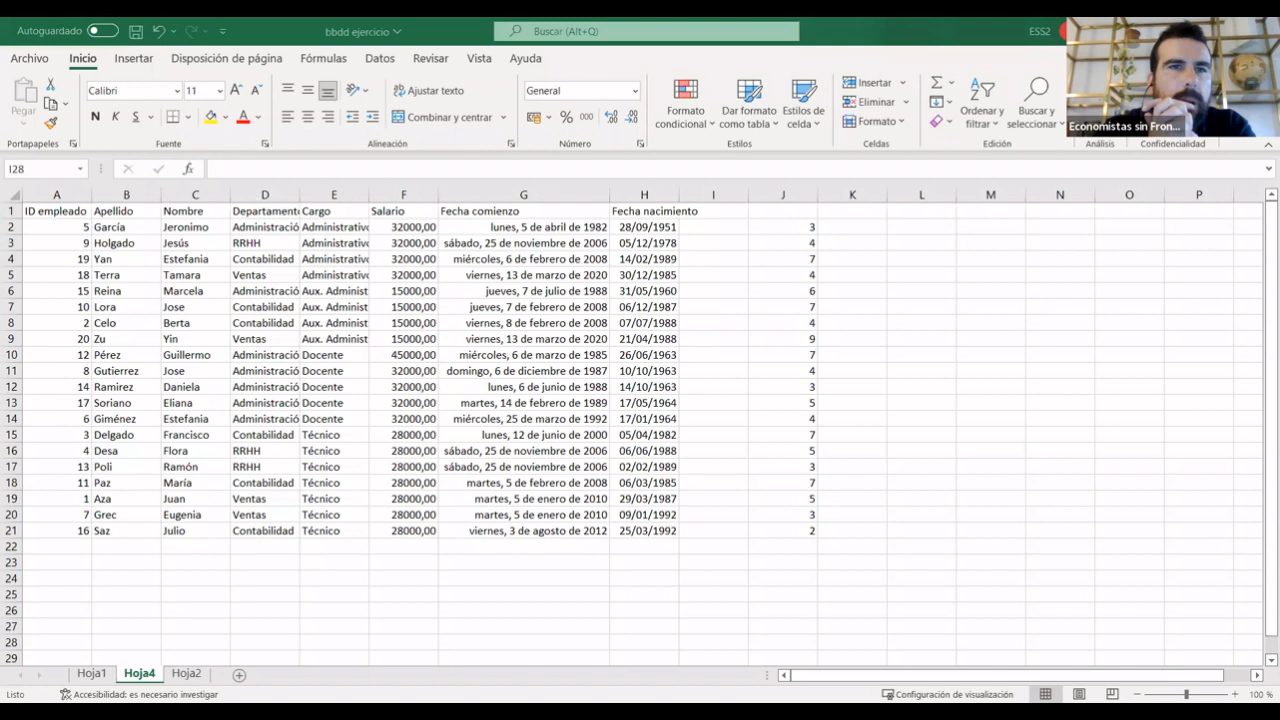 Autoguardado bbdd ejercicio Buscar (Alt+Q) ESS2
Archivo Inicio Insertar Disposición de página Fórmulas Datos Revisar Vista Ayuda
Pegar Calibri 11 Ajustar texto General Formato condicional Dar formato como tabla Estilos de celda Insertar Ordenar y filtrar Buscar y seleccionar
N K S Combinar y centrar % 000 Eliminar
Formato
Economistas sin Fron...
Portapapeles Fuente Alineación Número Estilos Celdas Edición Análisis Confidencialidad
I28 fx
A B C D E F G H I J K L M N O P
1 ID empleado Apellido Nombre Departamento Cargo Salario Fecha comienzo Fecha nacimiento
2 5 García Jeronimo Administració Administrativo 32000,00 lunes, 5 de abril de 1982 28/09/1951 3
3 9 Holgado Jesús RRHH Administrativo 32000,00 sábado, 25 de noviembre de 2006 05/12/1978 4
4 19 Yan Estefania Contabilidad Administrativo 32000,00 miércoles, 6 de febrero de 2008 14/02/1989 7
5 18 Terra Tamara Ventas Administrativo 32000,00 viernes, 13 de marzo de 2020 30/12/1985 4
6 15 Reina Marcela Administració Aux. Administ 15000,00 jueves, 7 de julio de 1988 31/05/1960 6
7 10 Lora Jose Contabilidad Aux. Administ 15000,00 jueves, 7 de febrero de 2008 06/12/1987 7
8 2 Celo Berta Contabilidad Aux. Administ 15000,00 viernes, 8 de febrero de 2008 07/07/1988 4
9 20 Zu Yin Ventas Aux. Administ 15000,00 viernes, 13 de marzo de 2020 21/04/1988 9
10 12 Pérez Guillermo Administració Docente 45000,00 miércoles, 6 de marzo de 1985 26/06/1963 7
11 8 Gutierrez Jose Administració Docente 32000,00 domingo, 6 de diciembre de 1987 10/10/1963 4
12 14 Ramirez Daniela Administració Docente 32000,00 lunes, 6 de junio de 1988 14/10/1963 3
13 17 Soriano Eliana Administració Docente 32000,00 martes, 14 de febrero de 1989 17/05/1964 5
14 6 Giménez Estefania Administració Docente 32000,00 miércoles, 25 de marzo de 1992 17/01/1964 4
15 3 Delgado Francisco Contabilidad Técnico 28000,00 lunes, 12 de junio de 2000 05/04/1982 7
16 4 Desa Flora RRHH Técnico 28000,00 sábado, 25 de noviembre de 2006 06/06/1988 5
17 13 Poli Ramón RRHH Técnico 28000,00 sábado, 25 de noviembre de 2006 02/02/1989 3
18 11 Paz María Contabilidad Técnico 28000,00 martes, 5 de febrero de 2008 06/03/1985 7
19 1 Aza Juan Ventas Técnico 28000,00 martes, 5 de enero de 2010 29/03/1987 5
20 7 Grec Eugenia Ventas Técnico 28000,00 martes, 5 de enero de 2010 09/01/1992 3
21 16 Saz Julio Contabilidad Técnico 28000,00 viernes, 3 de agosto de 2012 25/03/1992 2
22
23
24
25
26
27
28
29
Hoja1 Hoja4 Hoja2
Listo Accesibilidad: es necesario investigar Configuración de visualización 100 %